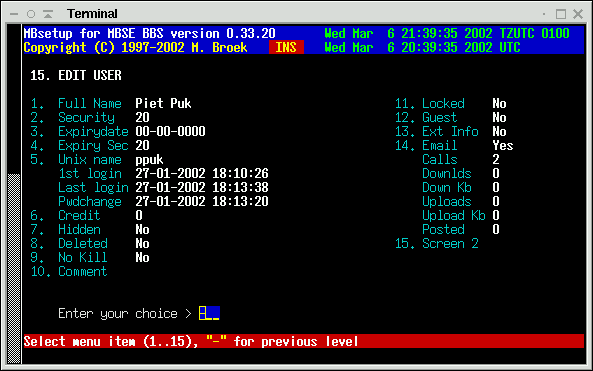 Terminal
MBsetup for MBSE BBS version 0.33.20 Wed Mar 6 21:39:35 2002 TZUTC 0100
Copyright (C) 1997-2002 M. Broek INS Wed Mar 6 20:39:35 2002 UTC
15. EDIT USER
1. Full Name Piet Puk 11. Locked No
2. Security 20 12. Guest No
3. Expirydate 00-00-0000 13. Ext Info No
4. Expiry Sec 20 14. Email Yes
5. Unix name ppuk Calls 2
1st login 27-01-2002 18:10:26 Downlds 0
Last login 27-01-2002 18:13:38 Down Kb 0
Pwdchange 27-01-2002 18:13:20 Uploads 0
6. Credit 0 Upload Kb 0
7. Hidden No Posted 0
8. Deleted No 15. Screen 2
9. No Kill No
10. Comment
Enter your choice > -__
Select menu item (1..15), "-" for previous level